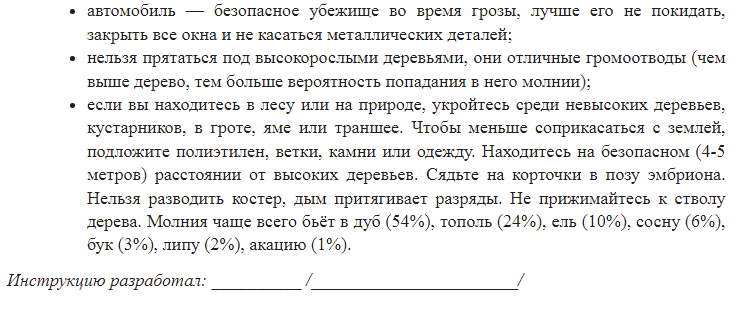 • автомобиль — безопасное убежище во время грозы, лучше его не покидать,
закрыть все окна и не касаться металлических деталей;
• нельзя прятаться под высокорослыми деревьями, они отличные громоотводы (чем
выше дерево, тем больше вероятность попадания в него молнии);
• если вы находитесь в лесу или на природе, укройтесь среди невысоких деревьев,
кустарников, в гроте, яме или траншее. Чтобы меньше соприкасаться с землей,
подложите полиэтилен, ветки, камни или одежду. Находитесь на безопасном (4-5
метров) расстоянии от высоких деревьев. Сядьте на корточки в позу эмбриона.
Нельзя разводить костер, дым притягивает разряды. Не прижимайтесь к стволу
дерева. Молния чаще всего бьёт в дуб (54%), тополь (24%), ель (10%), сосну (6%),
бук (3%), липу (2%), акацию (1%).
Инструкцию разработал: ____________ /_______________________/